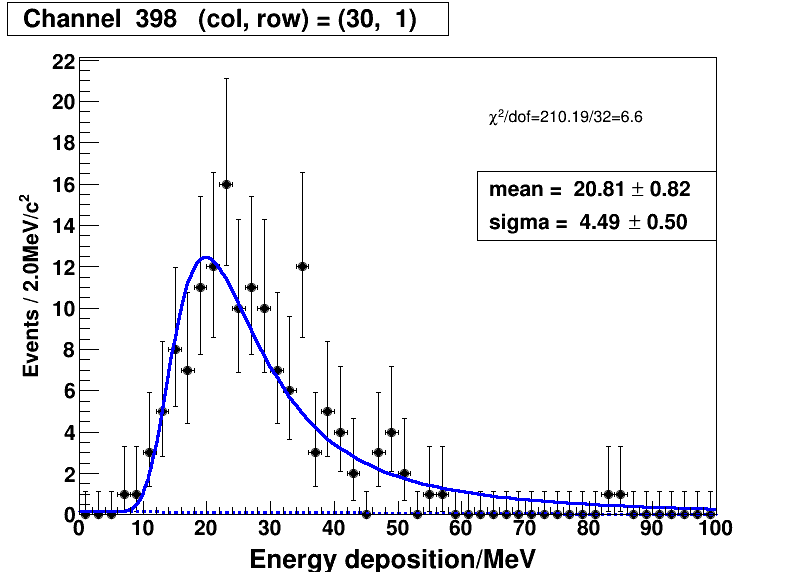 Channel 398 (col, row) = (30, 1)
χ²/dof=210.19/32=6.6
mean = 20.81 ± 0.82
sigma = 4.49 ± 0.50
Events / 2.0MeV/c²
22
20
18
16
14
12
10
8
6
4
2
0
0 10 20 30 40 50 60 70 80 90 100
Energy deposition/MeV